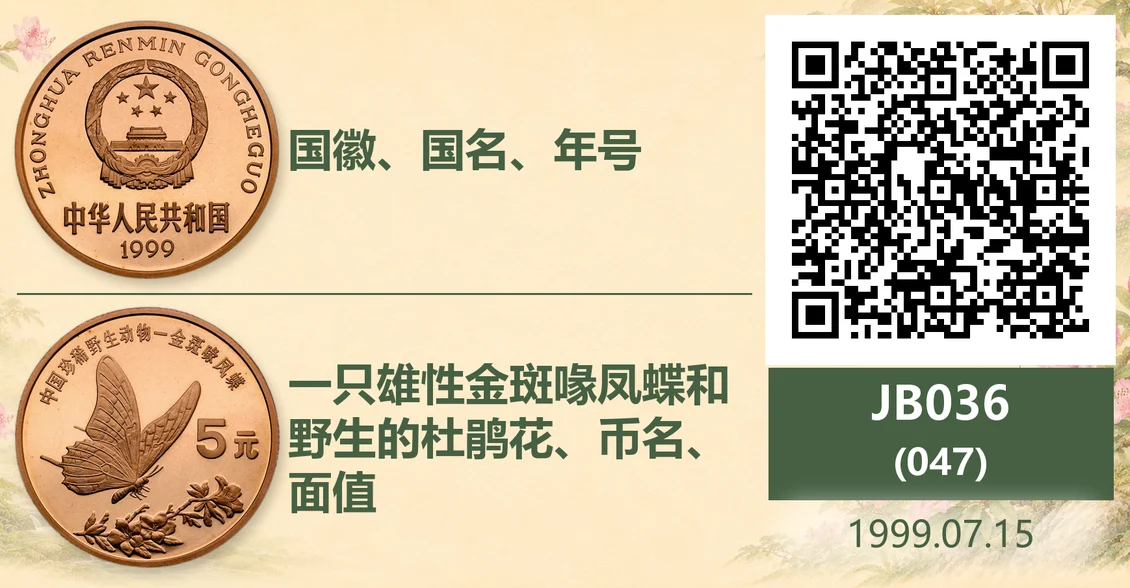 ZHONGHUA RENMIN GONGHEGUO
中华人民共和国
1999
国徽、国名、年号
中国珍稀野生动物—金斑喙凤蝶
5元
一只雄性金斑喙凤蝶和
野生的杜鹃花、币名、
面值
JB036
(047)
1999.07.15